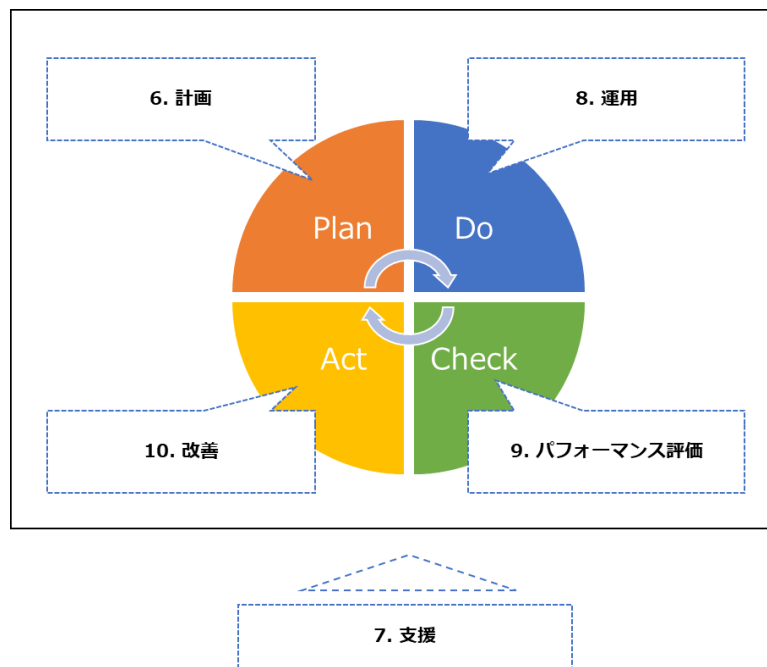 6. 計画
8. 運用
Plan
Do
Act
Check
10. 改善
9. パフォーマンス評価
7. 支援